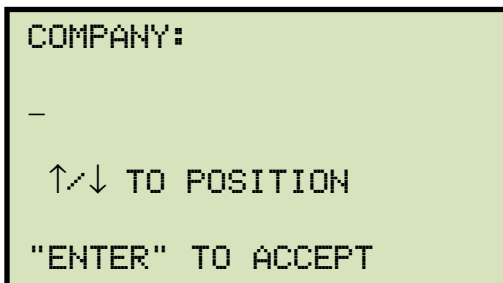 COMPANY:
_
↑/↓ TO POSITION
"ENTER" TO ACCEPT